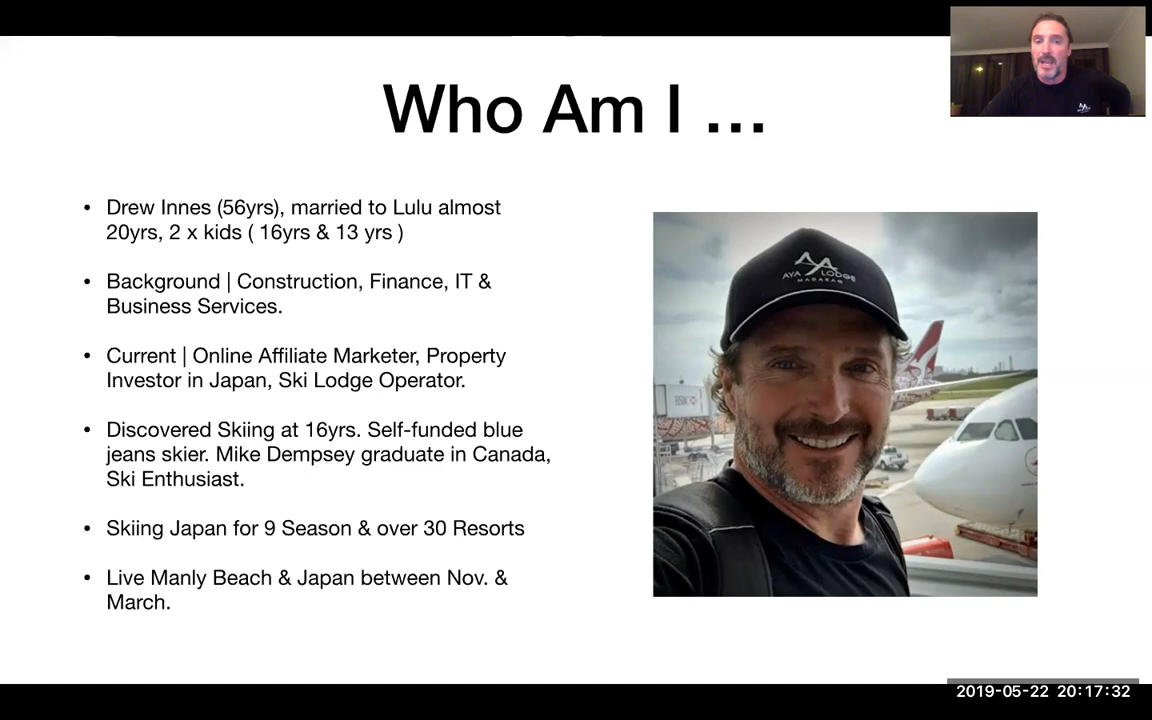 Who Am I ...
• Drew Innes (56yrs), married to Lulu almost
20yrs, 2 x kids ( 16yrs & 13 yrs )
• Background | Construction, Finance, IT &
Business Services.
• Current | Online Affiliate Marketer, Property
Investor in Japan, Ski Lodge Operator.
• Discovered Skiing at 16yrs. Self-funded blue
jeans skier. Mike Dempsey graduate in Canada,
Ski Enthusiast.
• Skiing Japan for 9 Season & over 30 Resorts
• Live Manly Beach & Japan between Nov. &
March.
AYA LODGE
MADARAO
HSBC
2019-05-22 20:17:32